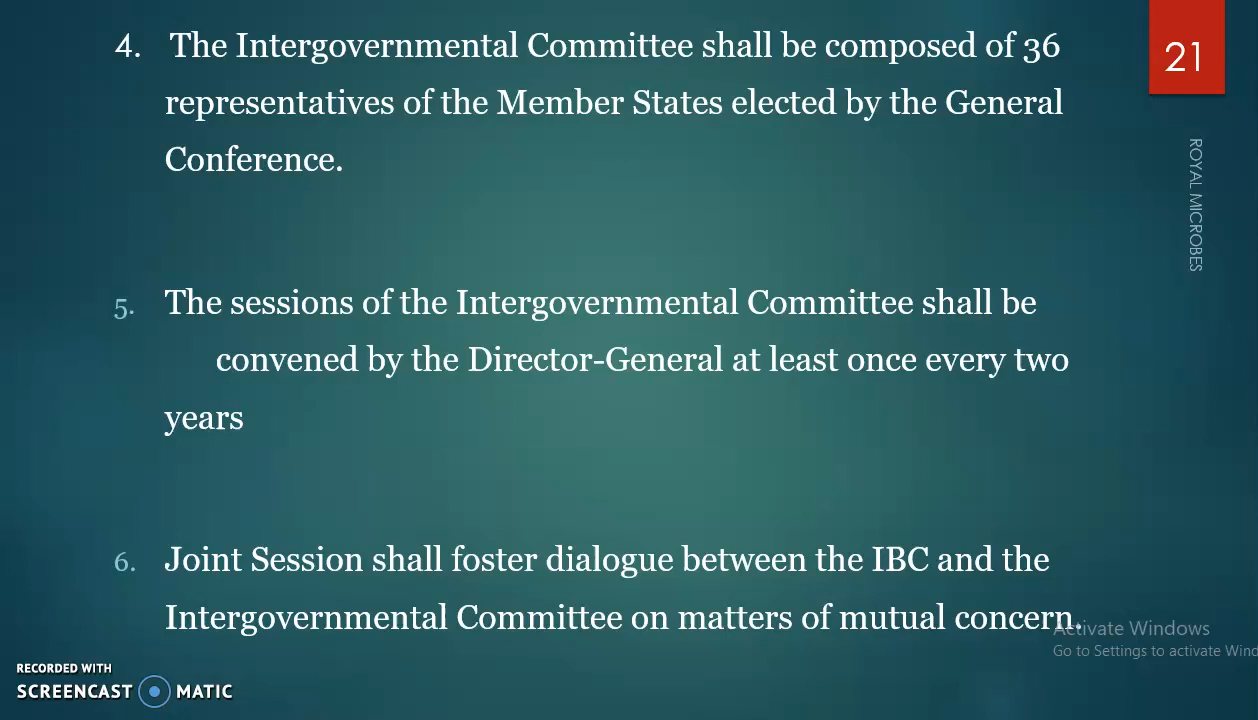 4. The Intergovernmental Committee shall be composed of 36
representatives of the Member States elected by the General
Conference.
21
ROYAL MICROBES
5. The sessions of the Intergovernmental Committee shall be
convened by the Director-General at least once every two
years
6. Joint Session shall foster dialogue between the IBC and the
Intergovernmental Committee on matters of mutual concern.
Activate Windows
Go to Settings to activate Wind
RECORDED WITH
SCREENCAST MATIC